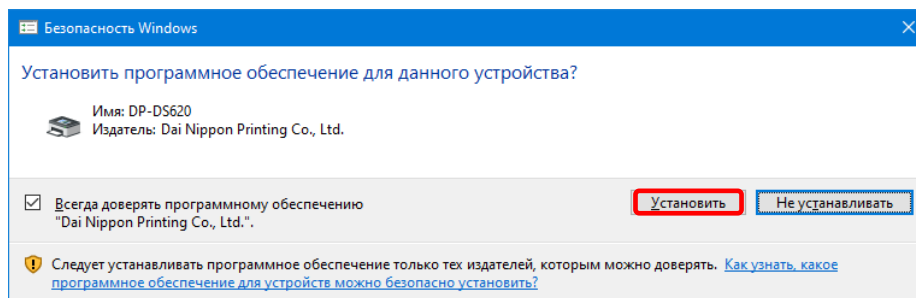 Безопасность Windows
Установить программное обеспечение для данного устройства?
Имя: DP-DS620
Издатель: Dai Nippon Printing Co., Ltd.
Всегда доверять программному обеспечению
"Dai Nippon Printing Co., Ltd.".
Установить
Не устанавливать
Следует устанавливать программное обеспечение только тех издателей, которым можно доверять. Как узнать, какое
программное обеспечение для устройств можно безопасно установить?